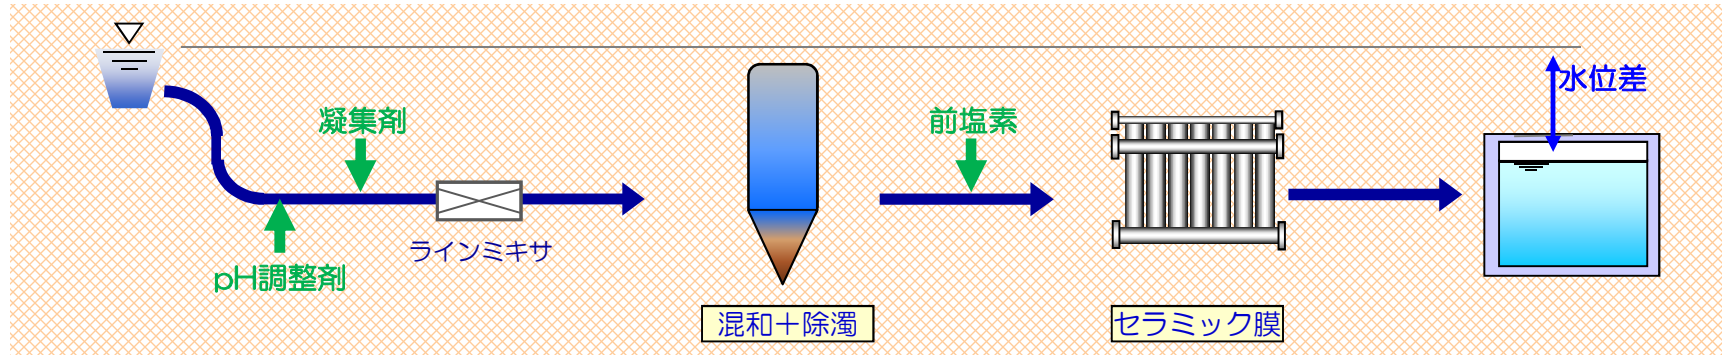 凝集剤
pH調整剤
ラインミキサ
混和＋除濁
前塩素
セラミック膜
水位差